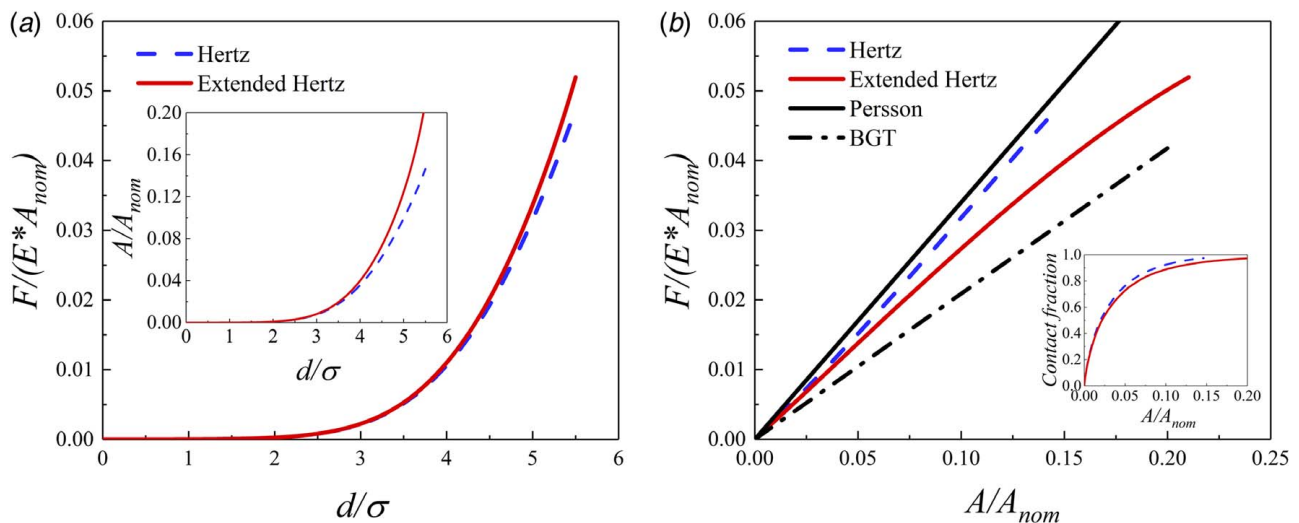 (a)
F/(E*A_nom)
0.06
0.05
0.04
0.03
0.02
0.01
0.00
0 1 2 3 4 5 6
d/σ
Hertz
Extended Hertz
A/A_nom
0.20
0.16
0.12
0.08
0.04
0.00
0 1 2 3 4 5 6
d/σ
(b)
F/(E*A_nom)
0.06
0.05
0.04
0.03
0.02
0.01
0.00
0.00 0.05 0.10 0.15 0.20 0.25
A/A_nom
Hertz
Extended Hertz
Persson
BGT
Contact fraction
1.0
0.8
0.6
0.4
0.2
0.0
0.00 0.05 0.10 0.15 0.20
A/A_nom